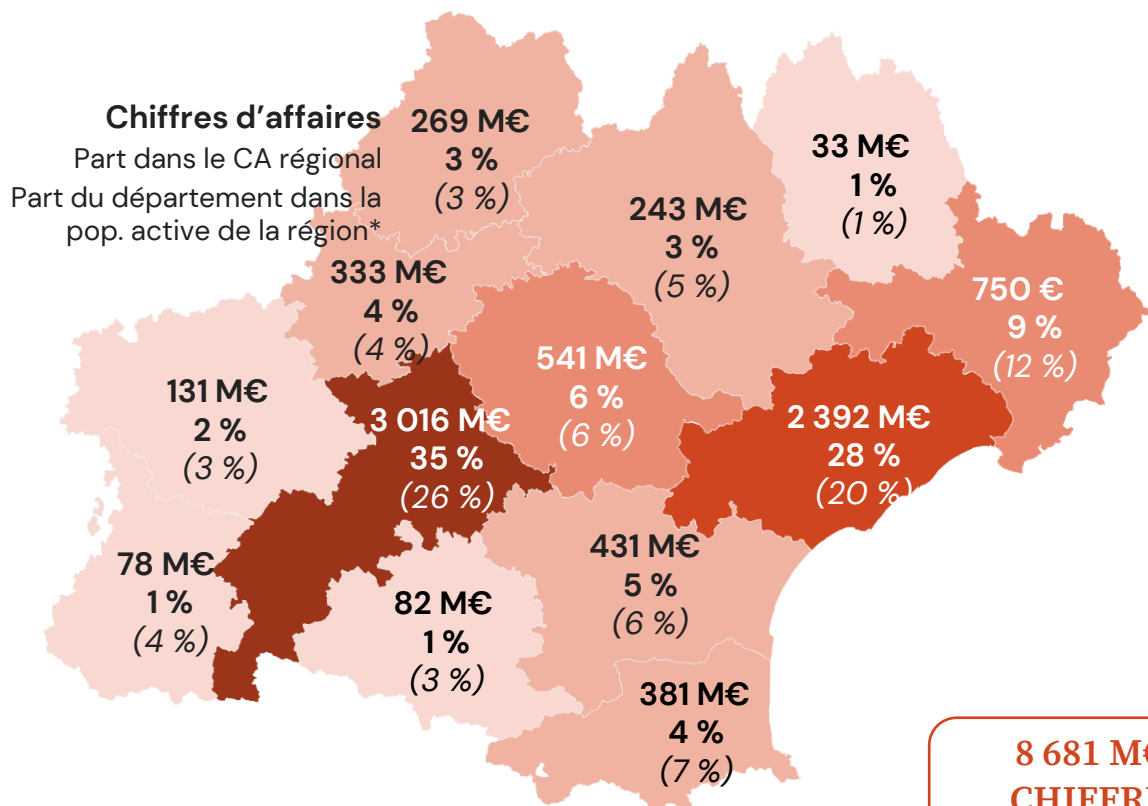 Chiffres d’affaires
Part dans le CA régional
Part du département dans la
pop. active de la région*
269 M€
3 %
(3 %)
33 M€
1 %
(1 %)
243 M€
3 %
(5 %)
333 M€
4 %
(4 %)
750 €
9 %
(12 %)
541 M€
6 %
(6 %)
131 M€
2 %
(3 %)
3 016 M€
35 %
(26 %)
2 392 M€
28 %
(20 %)
431 M€
5 %
(6 %)
78 M€
1 %
(4 %)
82 M€
1 %
(3 %)
381 M€
4 %
(7 %)
8 681 M€
CHIFFR